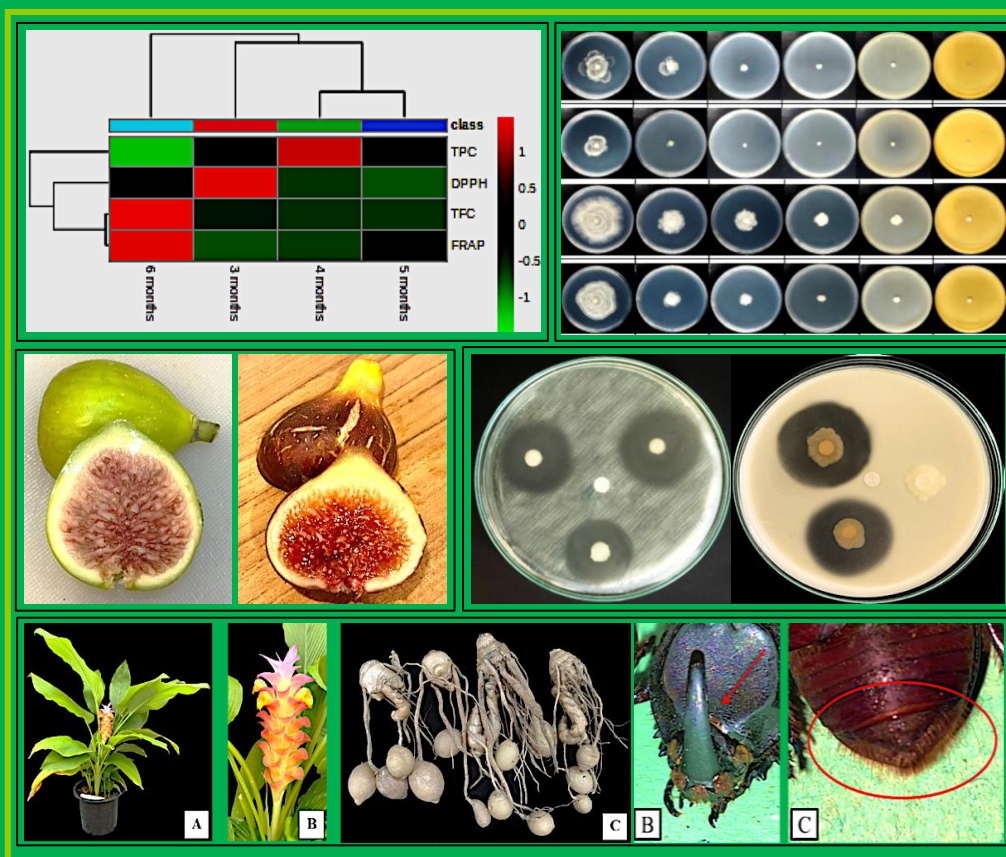 class
TPC
DPPH
TFC
FRAP
1
0.5
0
-0.5
-1
6 months
3 months
4 months
5 months
A
B
C
B
C